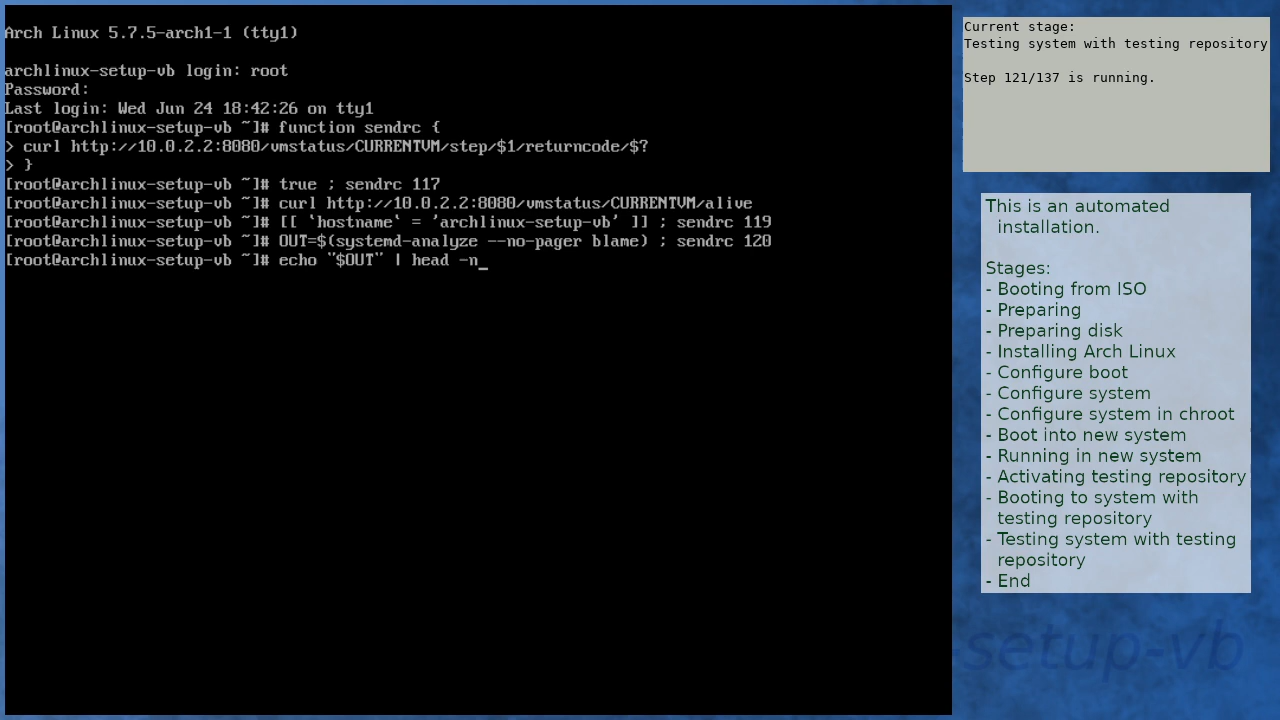 Arch Linux 5.7.5-arch1-1 (tty1)
archlinux-setup-vb login: root
Password:
Last login: Wed Jun 24 18:42:26 on tty1
[root@archlinux-setup-vb ~]# function sendrc {
> curl http://10.0.2.2:8080/vmstatus/CURRENTVM/step/$1/returncode/$?
> }
[root@archlinux-setup-vb ~]# true ; sendrc 117
[root@archlinux-setup-vb ~]# curl http://10.0.2.2:8080/vmstatus/CURRENTVM/alive
[root@archlinux-setup-vb ~]# [[ `hostname` = 'archlinux-setup-vb' ]] ; sendrc 119
[root@archlinux-setup-vb ~]# OUT=$(systemd-analyze --no-pager blame) ; sendrc 120
[root@archlinux-setup-vb ~]# echo "$OUT" | head -n_
Current stage:
Testing system with testing repository
Step 121/137 is running.
This is an automated
installation.
Stages:
- Booting from ISO
- Preparing
- Preparing disk
- Installing Arch Linux
- Configure boot
- Configure system
- Configure system in chroot
- Boot into new system
- Running in new system
- Activating testing repository
- Booting to system with
testing repository
- Testing system with testing
repository
- End
-setup-vb